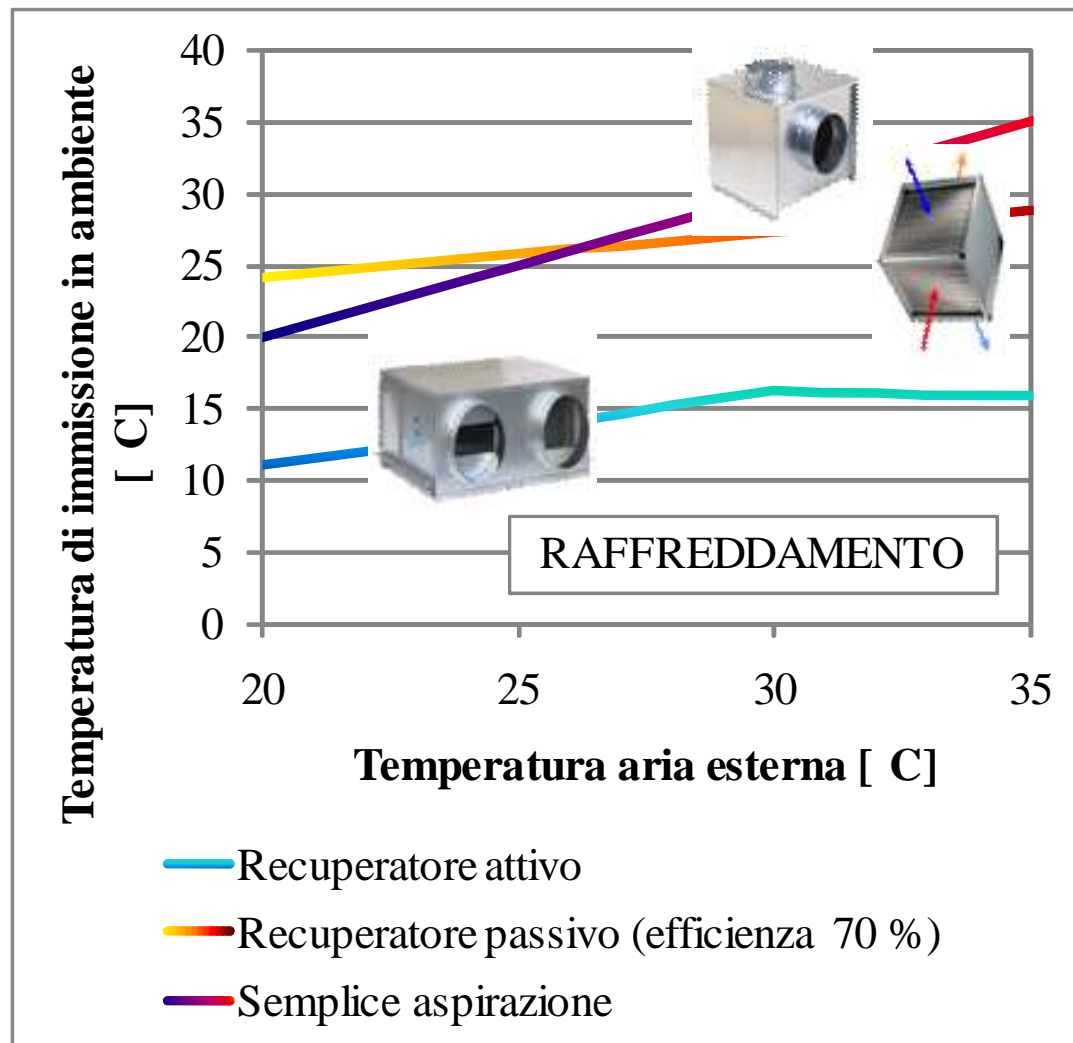 Temperatura di immissione in ambiente
[ C]
40
35
30
25
20
15
10
5
0
RAFFREDDAMENTO
20
25
30
35
Temperatura aria esterna [ C]
Recuperatore attivo
Recuperatore passivo (efficienza 70 %)
Semplice aspirazione